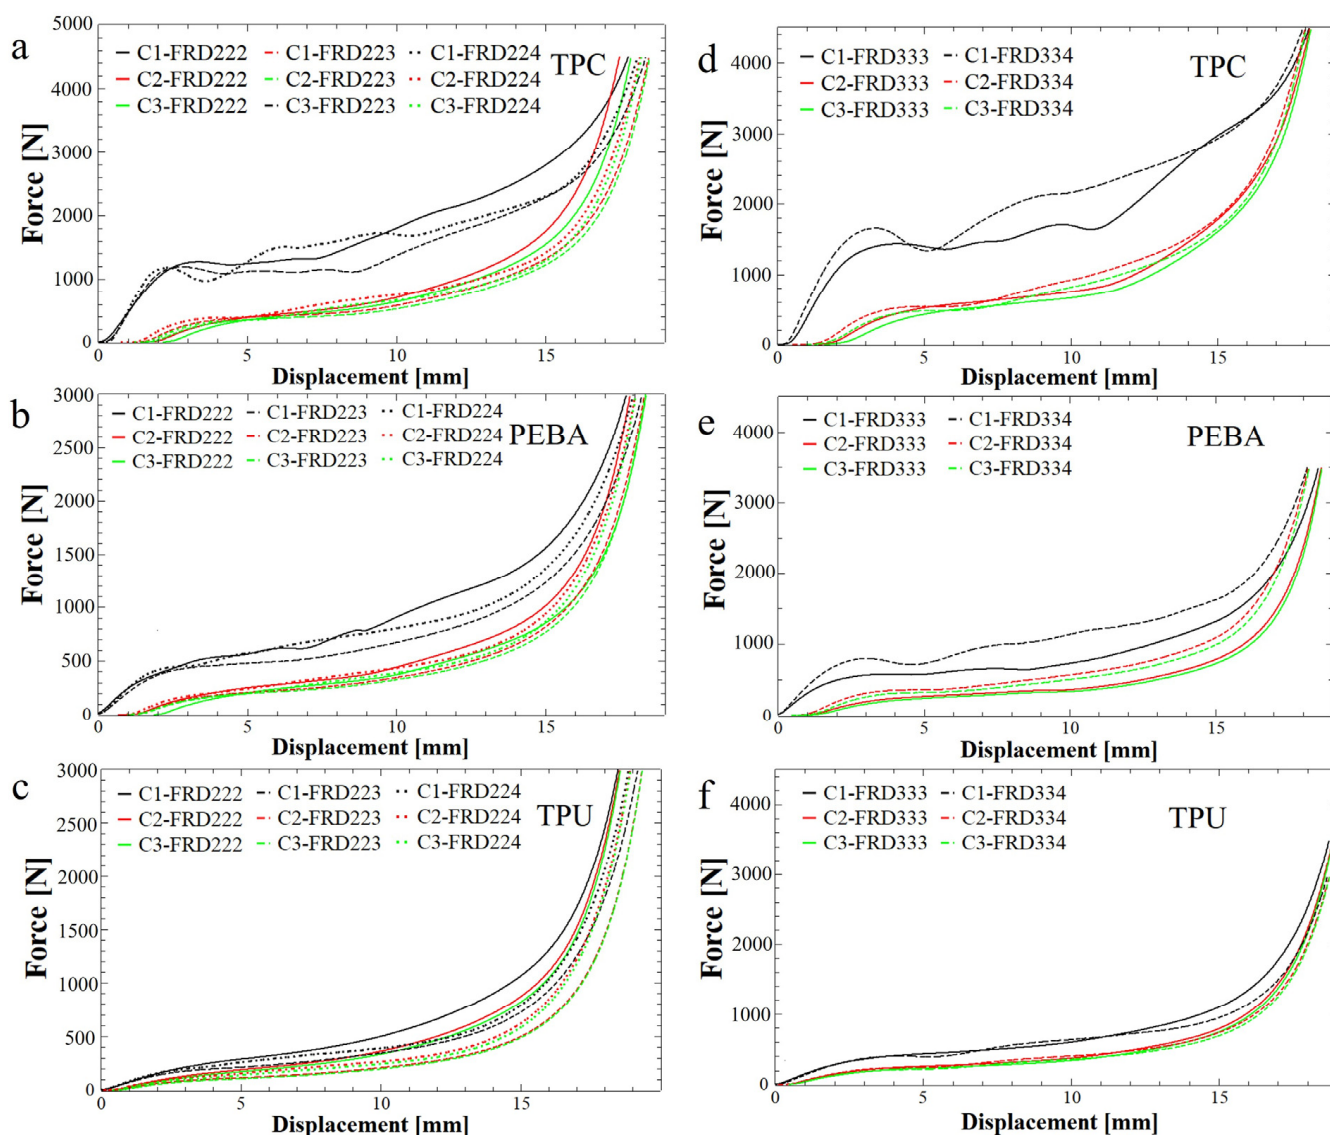 a
C1-FRD222 C1-FRD223 C1-FRD224
C2-FRD222 C2-FRD223 C2-FRD224
C3-FRD222 C3-FRD223 C3-FRD224
TPC
5000
4000
3000
2000
1000
0
Force [N]
0 5 10 15
Displacement [mm]
b
C1-FRD222 C1-FRD223 C1-FRD224
C2-FRD222 C2-FRD223 C2-FRD224
C3-FRD222 C3-FRD223 C3-FRD224
PEBA
3000
2500
2000
1500
1000
500
0
Force [N]
0 5 10 15
Displacement [mm]
c
C1-FRD222 C1-FRD223 C1-FRD224
C2-FRD222 C2-FRD223 C2-FRD224
C3-FRD222 C3-FRD223 C3-FRD224
TPU
3000
2500
2000
1500
1000
500
0
Force [N]
0 5 10 15
Displacement [mm]
d
C1-FRD333 C1-FRD334
C2-FRD333 C2-FRD334
C3-FRD333 C3-FRD334
TPC
4000
3000
2000
1000
0
Force [N]
0 5 10 15
Displacement [mm]
e
C1-FRD333 C1-FRD334
C2-FRD333 C2-FRD334
C3-FRD333 C3-FRD334
PEBA
4000
3000
2000
1000
0
Force [N]
0 5 10 15
Displacement [mm]
f
C1-FRD333 C1-FRD334
C2-FRD333 C2-FRD334
C3-FRD333 C3-FRD334
TPU
4000
3000
2000
1000
0
Force [N]
0 5 10 15
Displacement [mm]